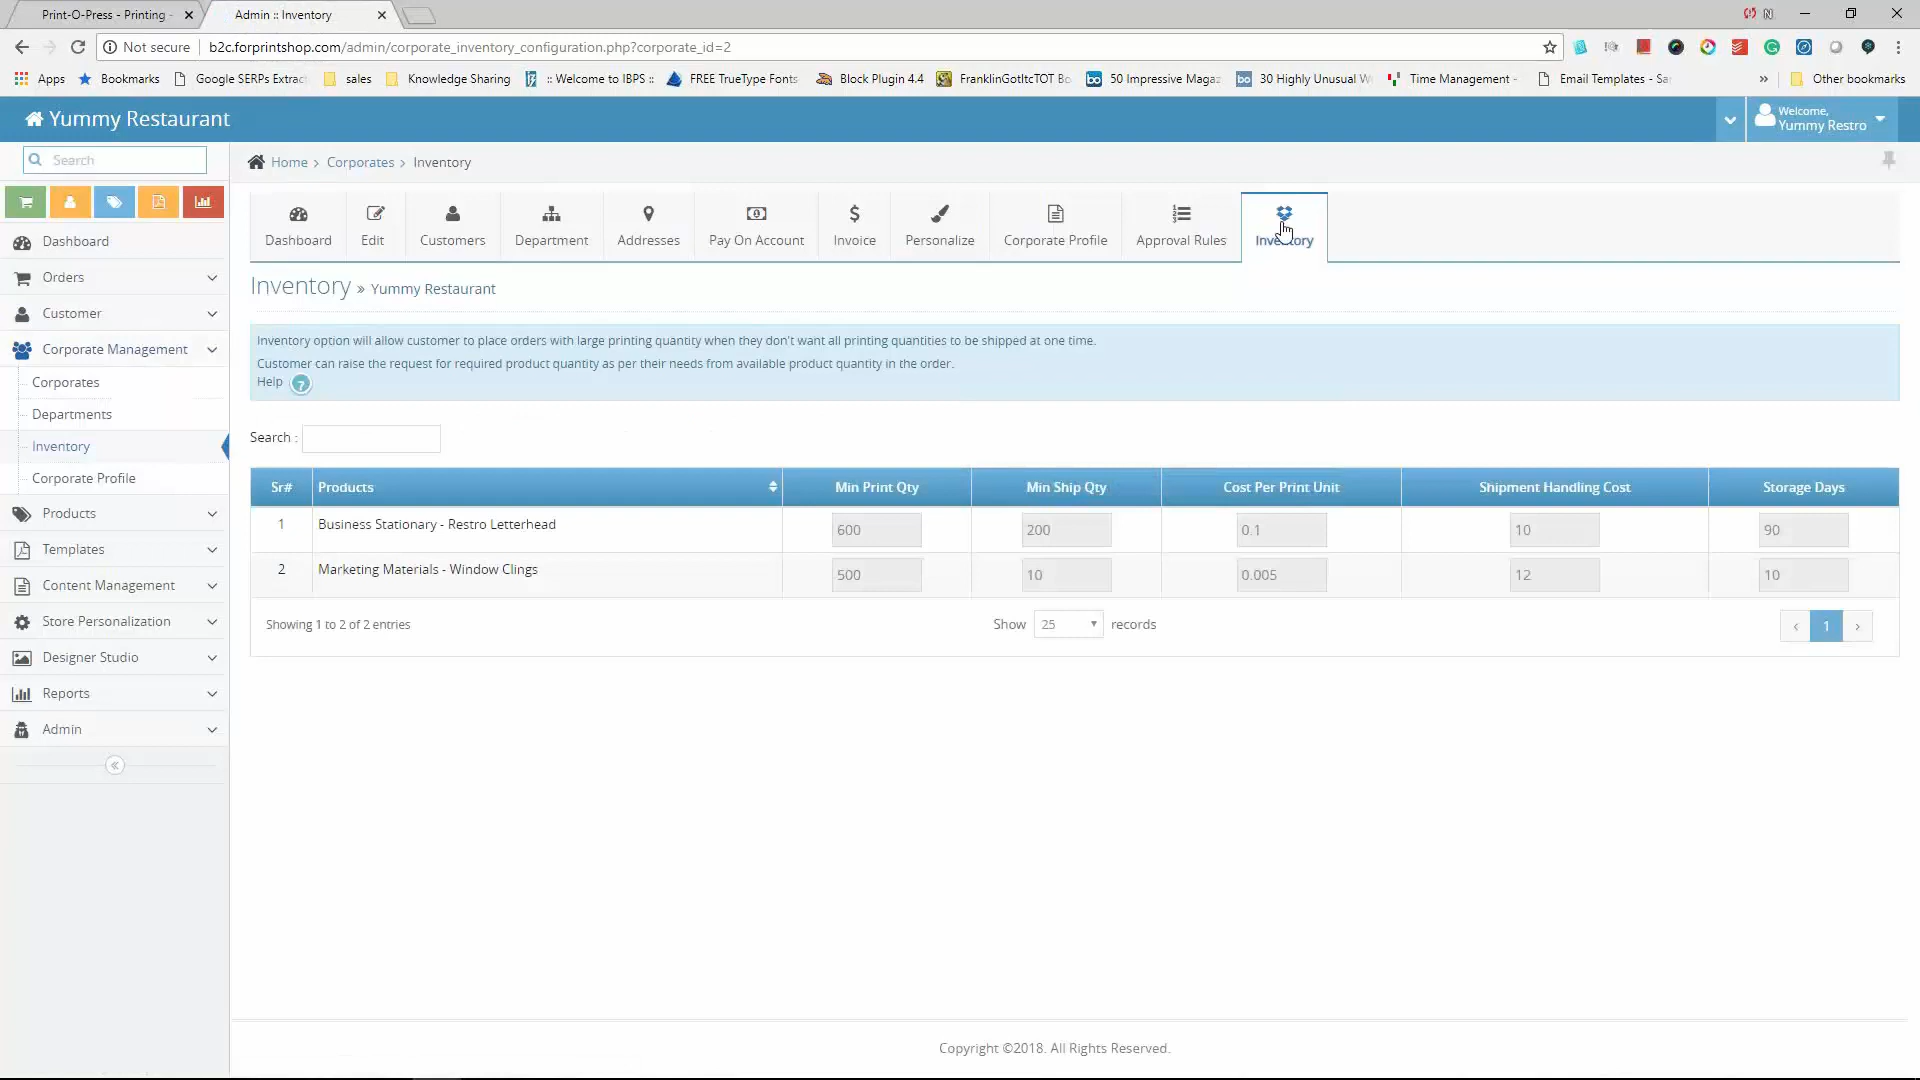 Print-O-Press - Printing -
Admin :: Inventory
Not secure
b2c.forprintshop.com/admin/corporate_inventory_configuration.php?corporate_id=2
Apps
Bookmarks
Google SERPs Extrac
sales
Knowledge Sharing
:: Welcome to IBPS ::
FREE TrueType Fonts
Block Plugin 4.4
FranklinGotItcTOT Bo
50 Impressive Magaz
30 Highly Unusual W
Time Management -
Email Templates - Sa
»
Other bookmarks
Yummy Restaurant
Welcome,
Yummy Restro
Search
Home > Corporates > Inventory
Dashboard
Edit
Customers
Department
Addresses
Pay On Account
Invoice
Personalize
Corporate Profile
Approval Rules
Inventory
Dashboard
Orders
Customer
Corporate Management
Corporates
Departments
Inventory
Corporate Profile
Products
Templates
Content Management
Store Personalization
Designer Studio
Reports
Admin
Inventory » Yummy Restaurant
Inventory option will allow customer to place orders with large printing quantity when they don't want all printing quantities to be shipped at one time.
Customer can raise the request for required product quantity as per their needs from available product quantity in the order.
Help ?
Search :
Sr# Products Min Print Qty Min Ship Qty Cost Per Print Unit Shipment Handling Cost Storage Days
1 Business Stationary - Restro Letterhead 600 200 0.1 10 90
2 Marketing Materials - Window Clings 500 10 0.005 12 10
Showing 1 to 2 of 2 entries
Show 25 records
‹ 1 ›
Copyright ©2018. All Rights Reserved.